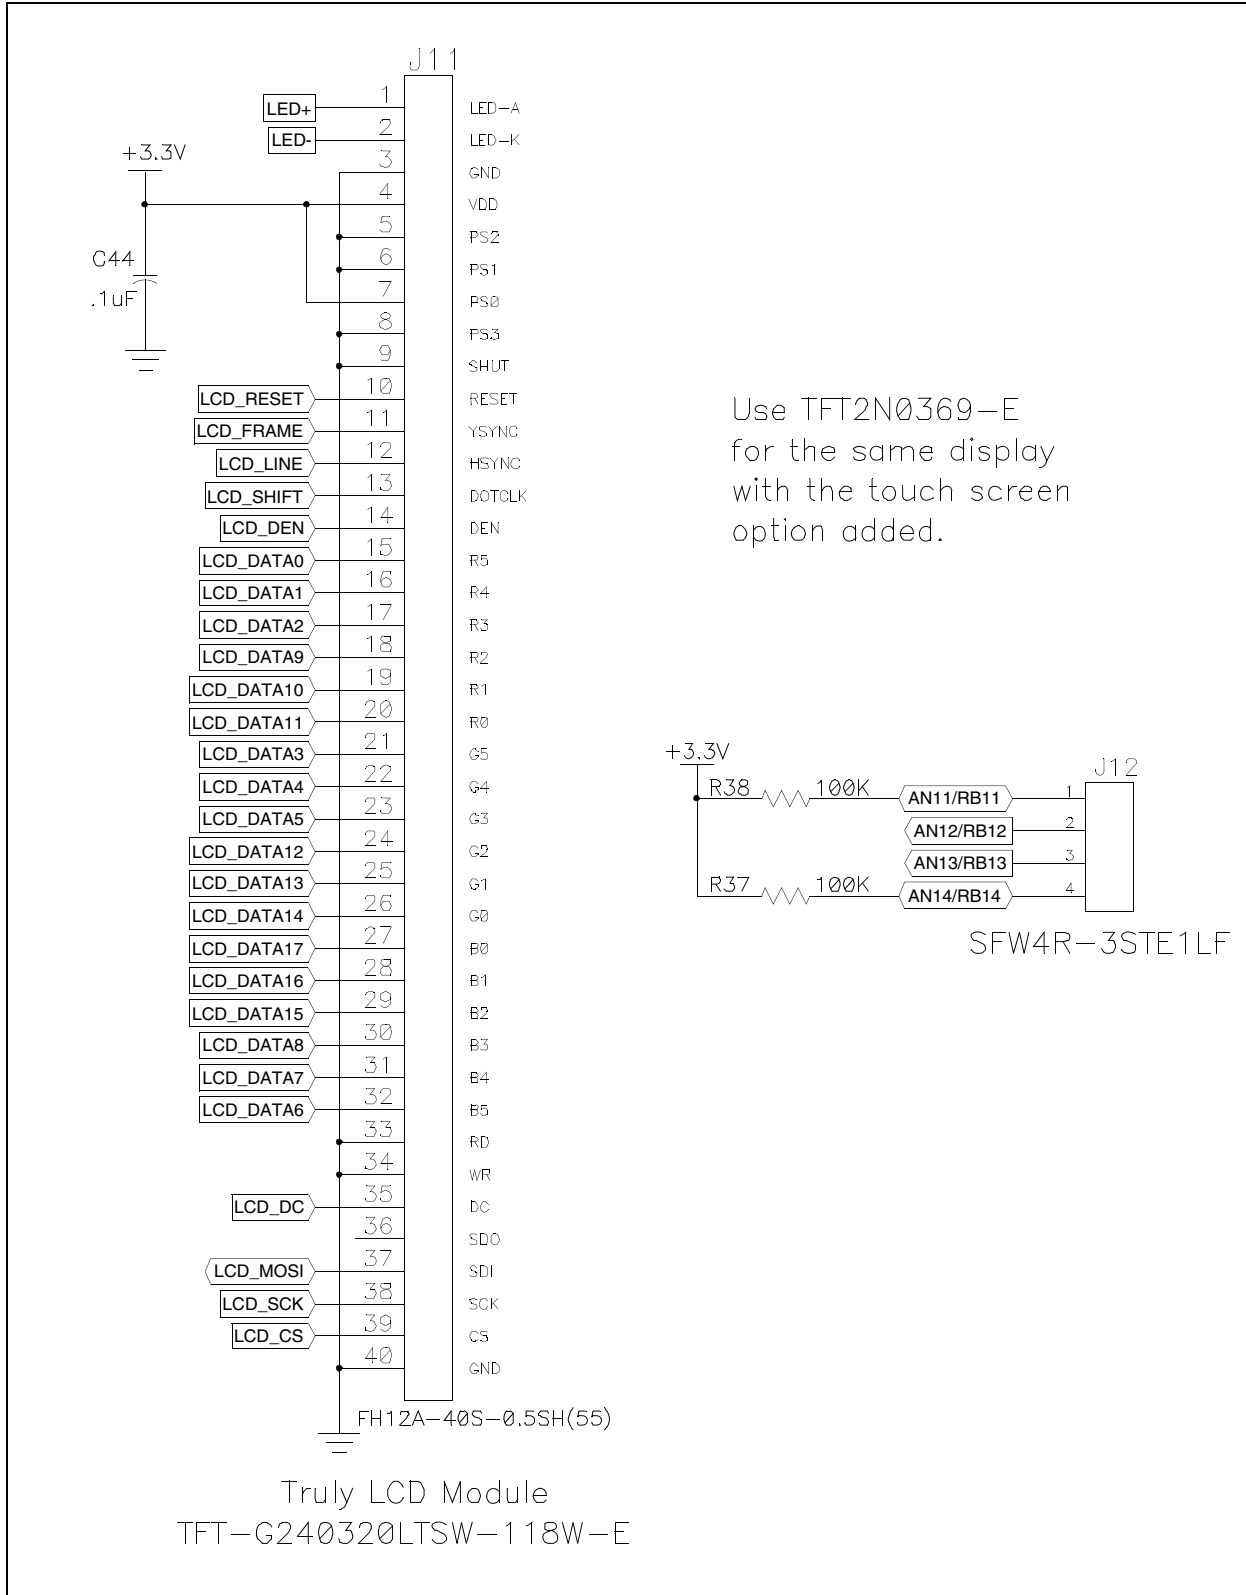 J11
LED+ 1 LED-A
LED- 2 LED-K
+3.3V
3 GND
4 VDD
5 PS2
C44
6 PS1
.1uF
7 PS0
8 PS3
9 SHUT
LCD_RESET 10 RESET
LCD_FRAME 11 YSYNC
LCD_LINE 12 HSYNC
LCD_SHIFT 13 DOTCLK
LCD_DEN 14 DEN
LCD_DATA0 15 R5
LCD_DATA1 16 R4
LCD_DATA2 17 R3
LCD_DATA9 18 R2
LCD_DATA10 19 R1
LCD_DATA11 20 R0
LCD_DATA3 21 G5
LCD_DATA4 22 G4
LCD_DATA5 23 G3
LCD_DATA12 24 G2
LCD_DATA13 25 G1
LCD_DATA14 26 G0
LCD_DATA17 27 B0
LCD_DATA16 28 B1
LCD_DATA15 29 B2
LCD_DATA8 30 B3
LCD_DATA7 31 B4
LCD_DATA6 32 B5
33 RD
34 WR
LCD_DC 35 DC
36 SDO
LCD_MOSI 37 SDI
LCD_SCK 38 SCK
LCD_CS 39 CS
40 GND
FH12A-40S-0.5SH(55)
Truly LCD Module
TFT-G240320LTSW-118W-E
Use TFT2N0369-E
for the same display
with the touch screen
option added.
+3.3V
J12
R38 100K AN11/RB11 1
AN12/RB12 2
AN13/RB13 3
R37 100K AN14/RB14 4
SFW4R-3STE1LF